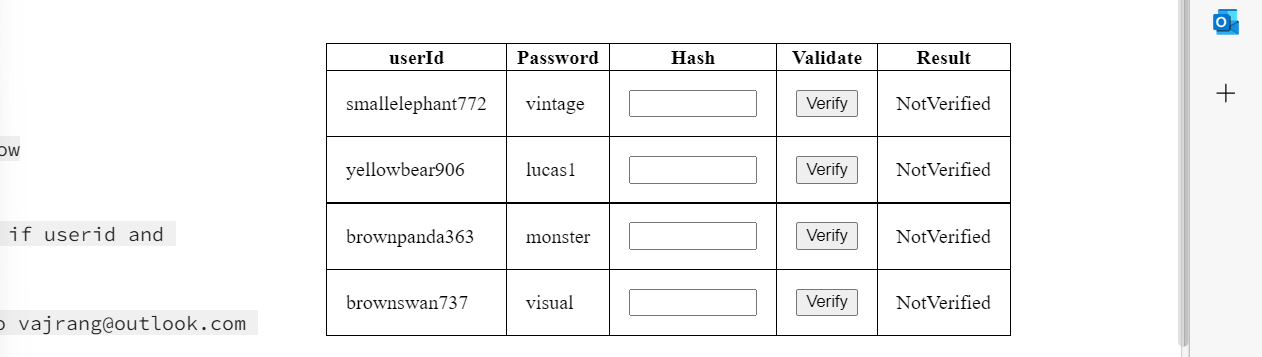 userId Password Hash Validate Result
smallelephant772 vintage Verify NotVerified
ow
yellowbear906 lucas1 Verify NotVerified
if userid and
brownpanda363 monster Verify NotVerified
brownswan737 visual Verify NotVerified
vajrang@outlook.com